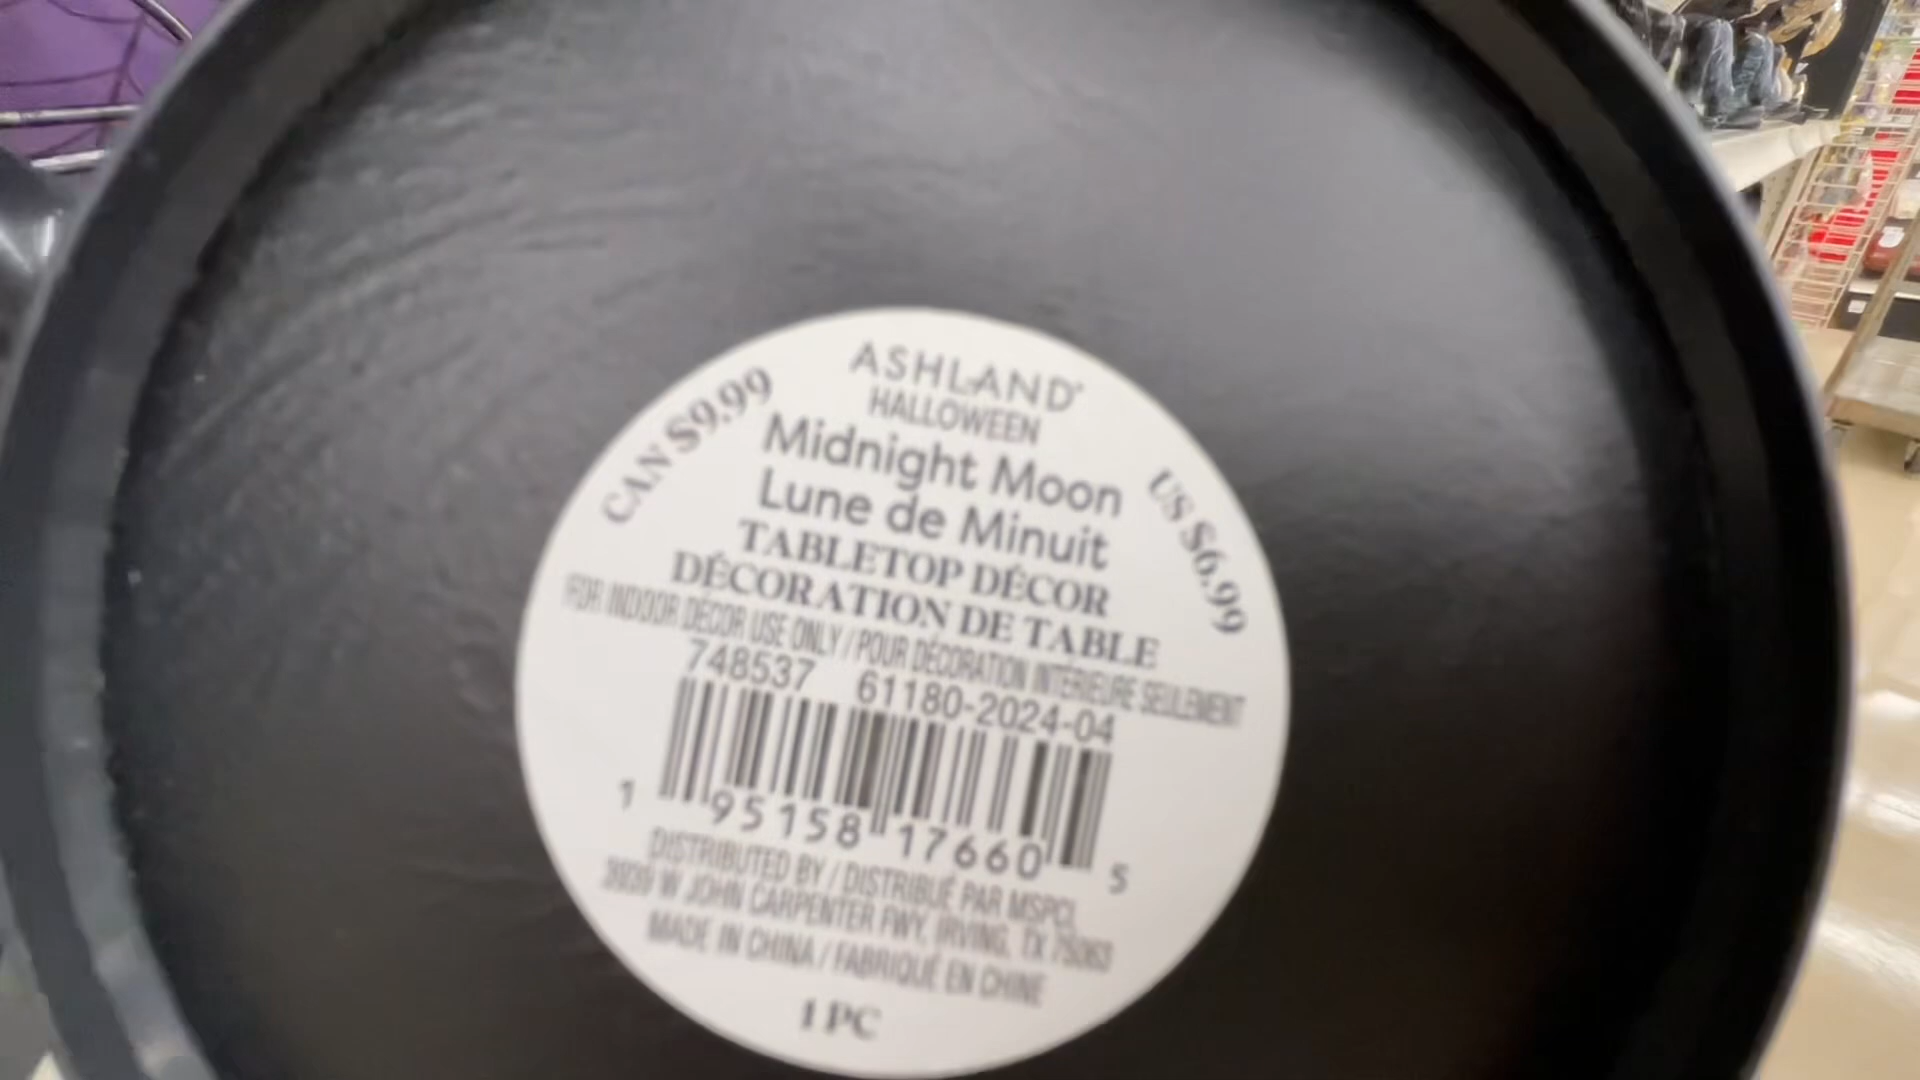 ASHLAND®
HALLOWEEN
CAN $9.99
US $6.99
Midnight Moon
Lune de Minuit
TABLETOP DÉCOR
DÉCORATION DE TABLE
FOR INDOOR DÉCOR USE ONLY / POUR DÉCORATION INTÉRIEURE SEULEMENT
748537 61180-2024-04
1 95158 17660 5
DISTRIBUTED BY / DISTRIBUÉ PAR MSPCI,
3939 W JOHN CARPENTER FWY, IRVING, TX 75063
MADE IN CHINA / FABRIQUÉ EN CHINE
1 PC